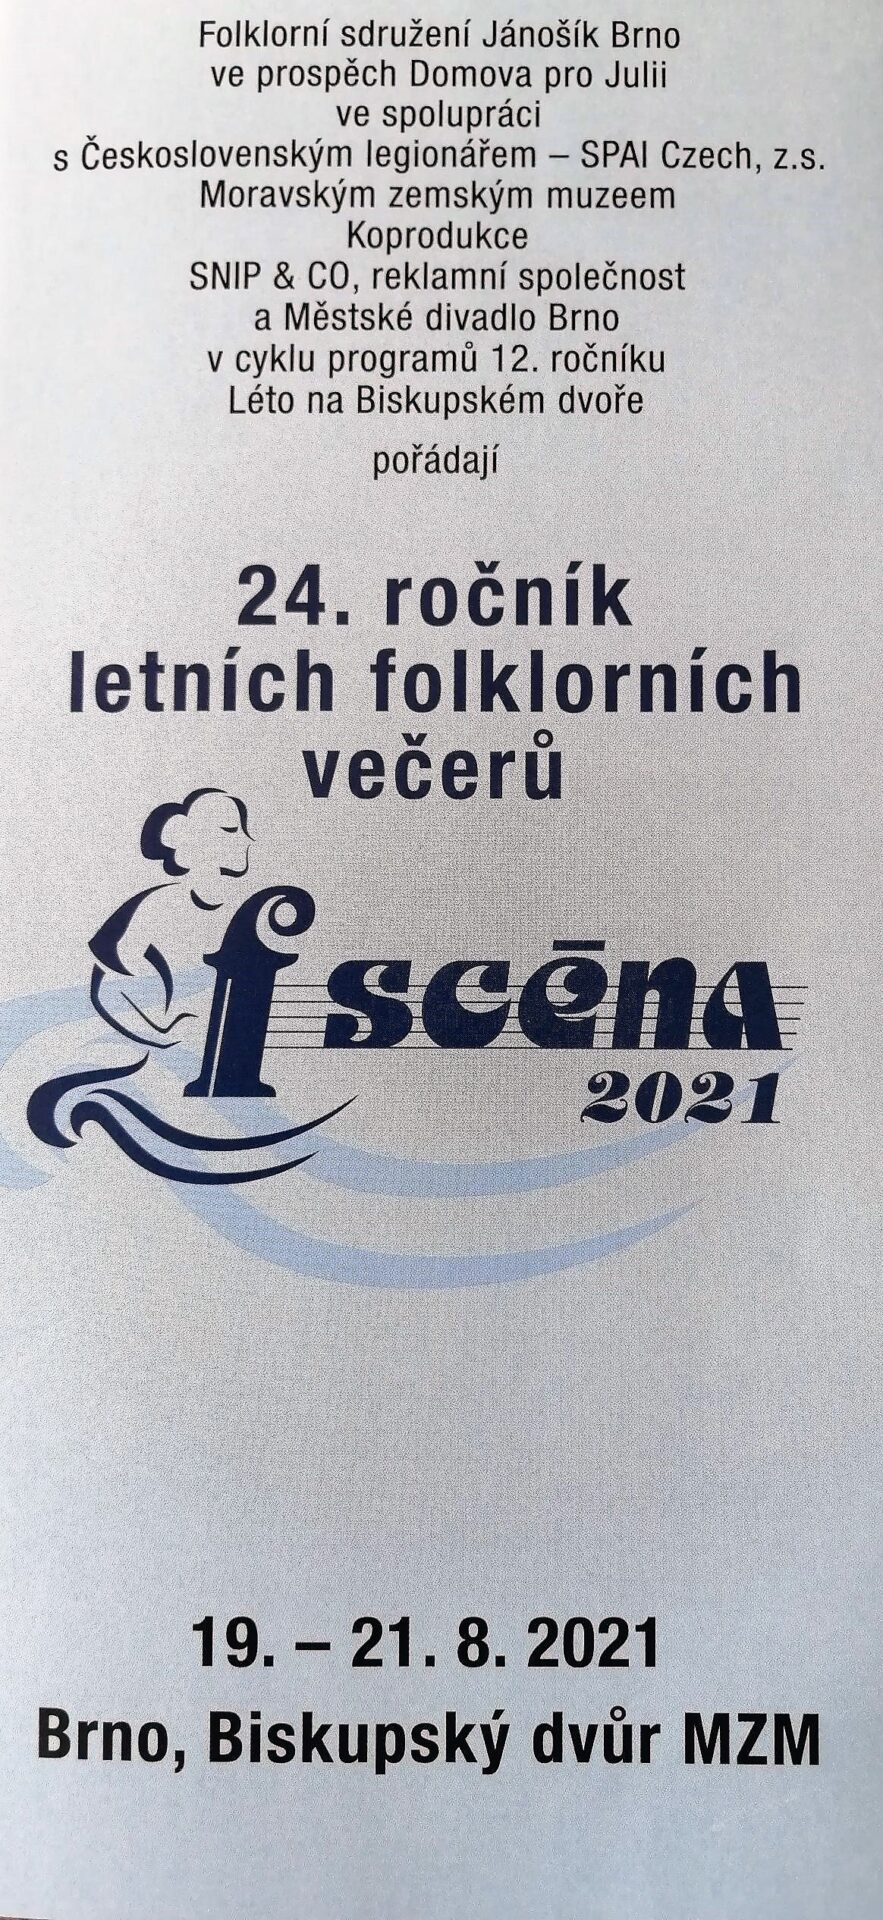 Folklorní sdružení Jánošík Brno
ve prospěch Domova pro Julii
ve spolupráci
s Československým legionářem – SPAI Czech, z.s.
Moravským zemským muzeem
Koprodukce
SNIP & CO, reklamní společnost
a Městské divadlo Brno
v cyklu programů 12. ročníku
Léto na Biskupském dvoře
pořádají
24. ročník
letních folklorních
večerů
f scēna
2021
19. – 21. 8. 2021
Brno, Biskupský dvůr MZM